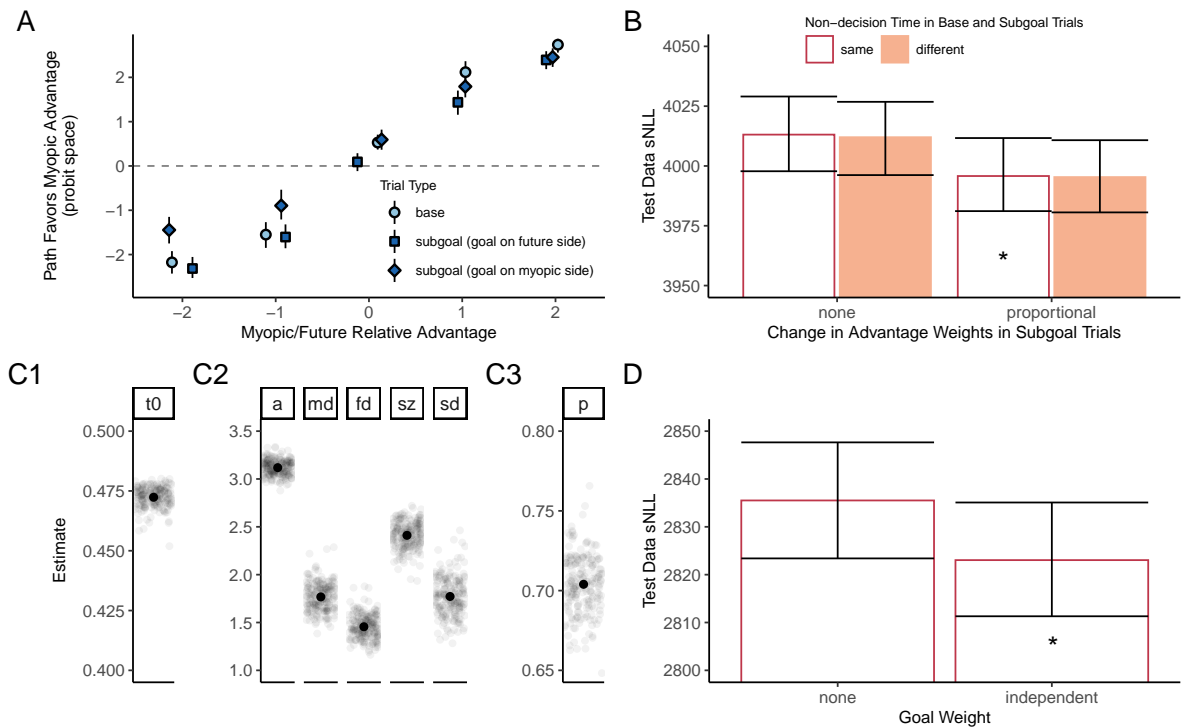 A
Path Favors Myopic Advantage
(probit space)
2
1
0
−1
−2
Trial Type
base
subgoal (goal on future side)
subgoal (goal on myopic side)
−2
−1
0
1
2
Myopic/Future Relative Advantage
B
Non−decision Time in Base and Subgoal Trials
same
different
Test Data sNLL
4050
4025
4000
3975
3950
*
none
proportional
Change in Advantage Weights in Subgoal Trials
C1
t0
Estimate
0.500
0.475
0.450
0.425
0.400
C2
a
md
fd
sz
sd
3.5
3.0
2.5
2.0
1.5
1.0
C3
p
0.80
0.75
0.70
0.65
D
Test Data sNLL
2850
2840
2830
2820
2810
2800
*
none
independent
Goal Weight